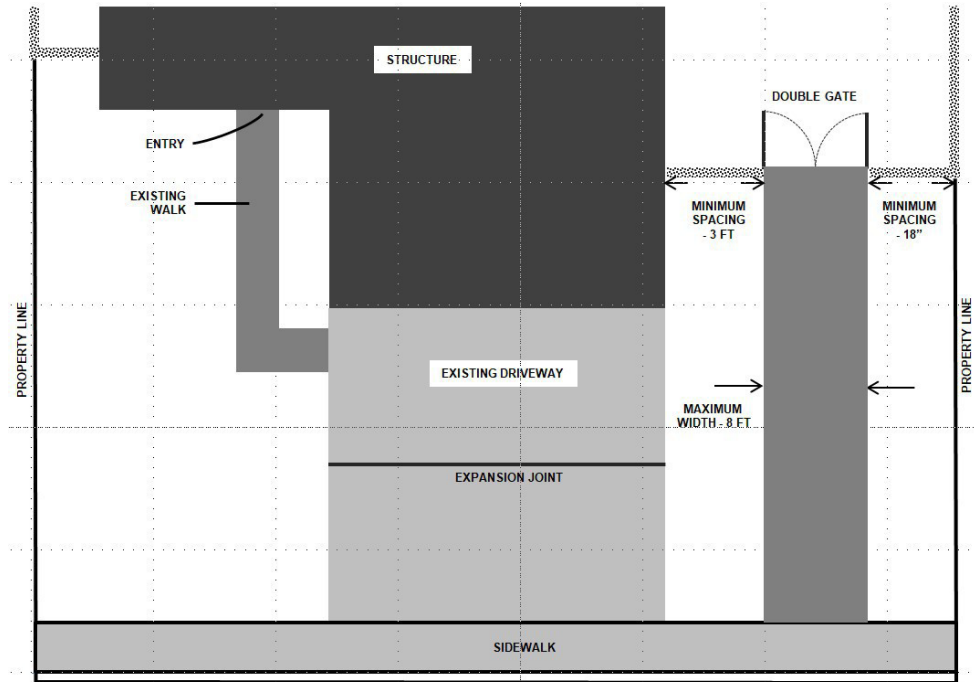 STRUCTURE
DOUBLE GATE
ENTRY
EXISTING
WALK
MINIMUM
SPACING
- 3 FT
MINIMUM
SPACING
- 18”
PROPERTY LINE
PROPERTY LINE
EXISTING DRIVEWAY
MAXIMUM
WIDTH - 8 FT
EXPANSION JOINT
SIDEWALK